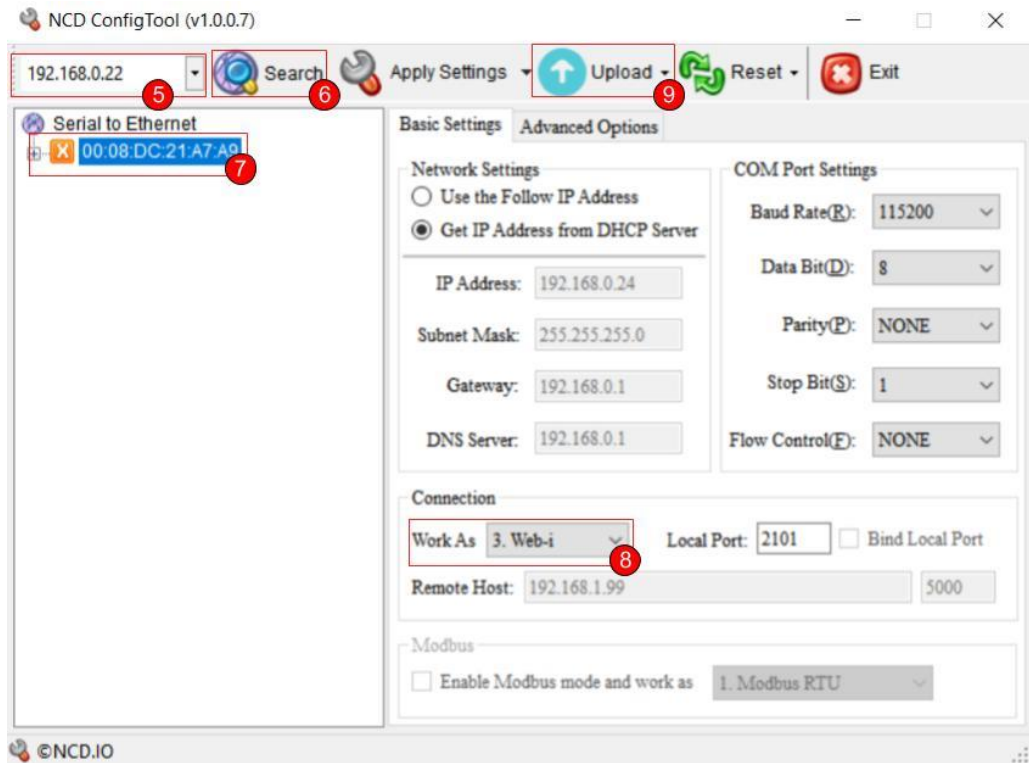 NCD ConfigTool (v1.0.0.7)
192.168.0.22 Search Apply Settings Upload Reset Exit
5 6 9
Serial to Ethernet
00:08:DC:21:A7:A9
7
Basic Settings Advanced Options
Network Settings
Use the Follow IP Address
Get IP Address from DHCP Server
IP Address: 192.168.0.24
Subnet Mask: 255.255.255.0
Gateway: 192.168.0.1
DNS Server: 192.168.0.1
COM Port Settings
Baud Rate(R): 115200
Data Bit(D): 8
Parity(P): NONE
Stop Bit(S): 1
Flow Control(F): NONE
Connection
Work As 3. Web-i Local Port: 2101 Bind Local Port
8
Remote Host: 192.168.1.99 5000
Modbus
Enable Modbus mode and work as 1. Modbus RTU
©NCD.IO